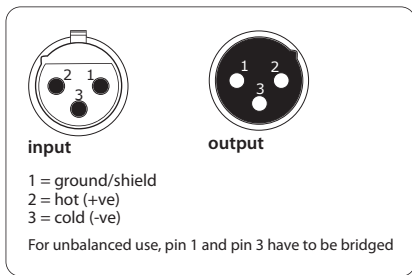 2 1
3
1 2
3
input
output
1 = ground/shield
2 = hot (+ve)
3 = cold (-ve)
For unbalanced use, pin 1 and pin 3 have to be bridged